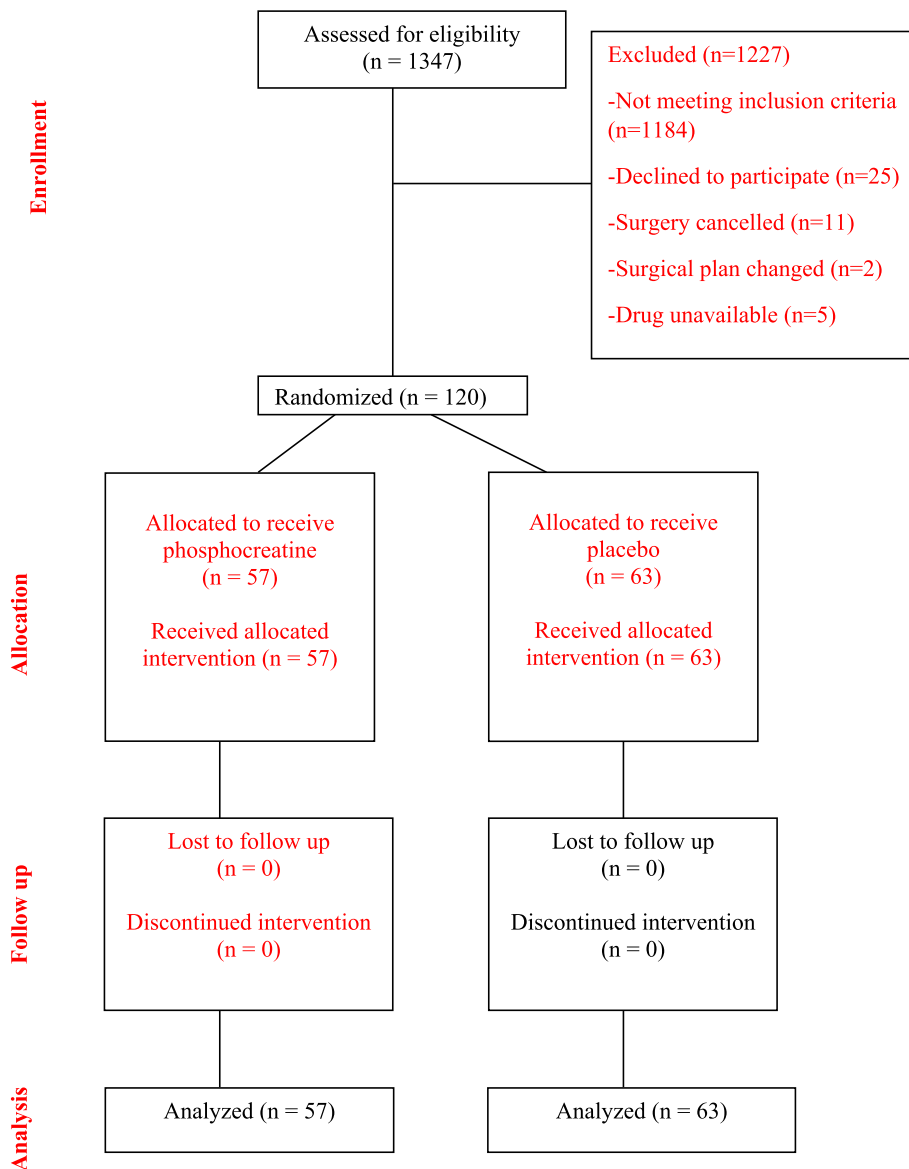 Assessed for eligibility
(n = 1347)
Excluded (n=1227)
-Not meeting inclusion criteria
(n=1184)
-Declined to participate (n=25)
-Surgery cancelled (n=11)
-Surgical plan changed (n=2)
-Drug unavailable (n=5)
Enrollment
Randomized (n = 120)
Allocation
Allocated to receive
phosphocreatine
(n = 57)
Received allocated
intervention (n = 57)
Allocated to receive
placebo
(n = 63)
Received allocated
intervention (n = 63)
Follow up
Lost to follow up
(n = 0)
Discontinued intervention
(n = 0)
Lost to follow up
(n = 0)
Discontinued intervention
(n = 0)
Analysis
Analyzed (n = 57)
Analyzed (n = 63)